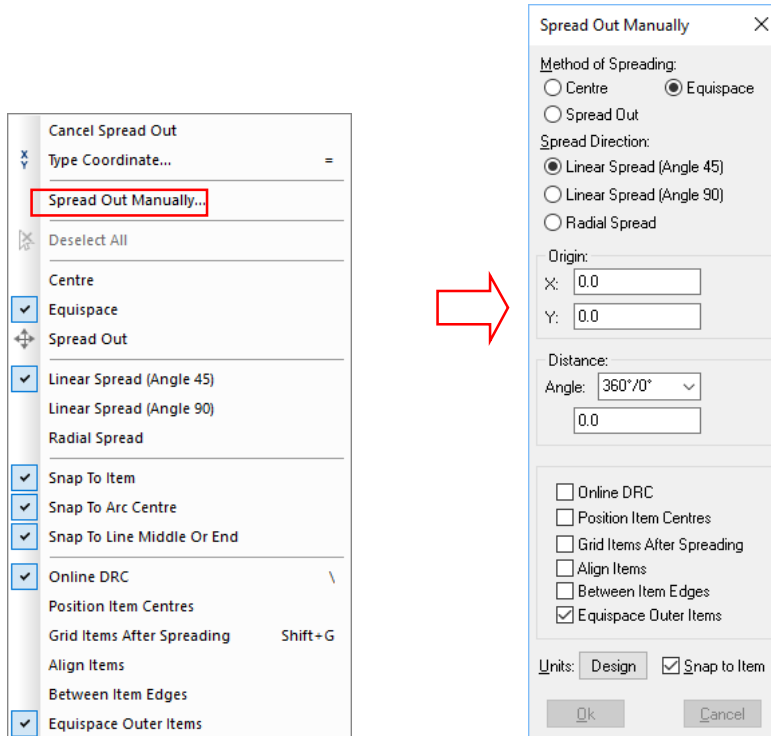 Cancel Spread Out
X
Y
Type Coordinate... =
Spread Out Manually...
Deselect All
Centre
Equispace
Spread Out
Linear Spread (Angle 45)
Linear Spread (Angle 90)
Radial Spread
Snap To Item
Snap To Arc Centre
Snap To Line Middle Or End
Online DRC \
Position Item Centres
Grid Items After Spreading Shift+G
Align Items
Between Item Edges
Equispace Outer Items
Spread Out Manually
Method of Spreading:
Centre Equispace
Spread Out
Spread Direction:
Linear Spread (Angle 45)
Linear Spread (Angle 90)
Radial Spread
Origin:
X: 0.0
Y: 0.0
Distance:
Angle: 360°/0°
0.0
Online DRC
Position Item Centres
Grid Items After Spreading
Align Items
Between Item Edges
Equispace Outer Items
Units: Design Snap to Item
Ok Cancel